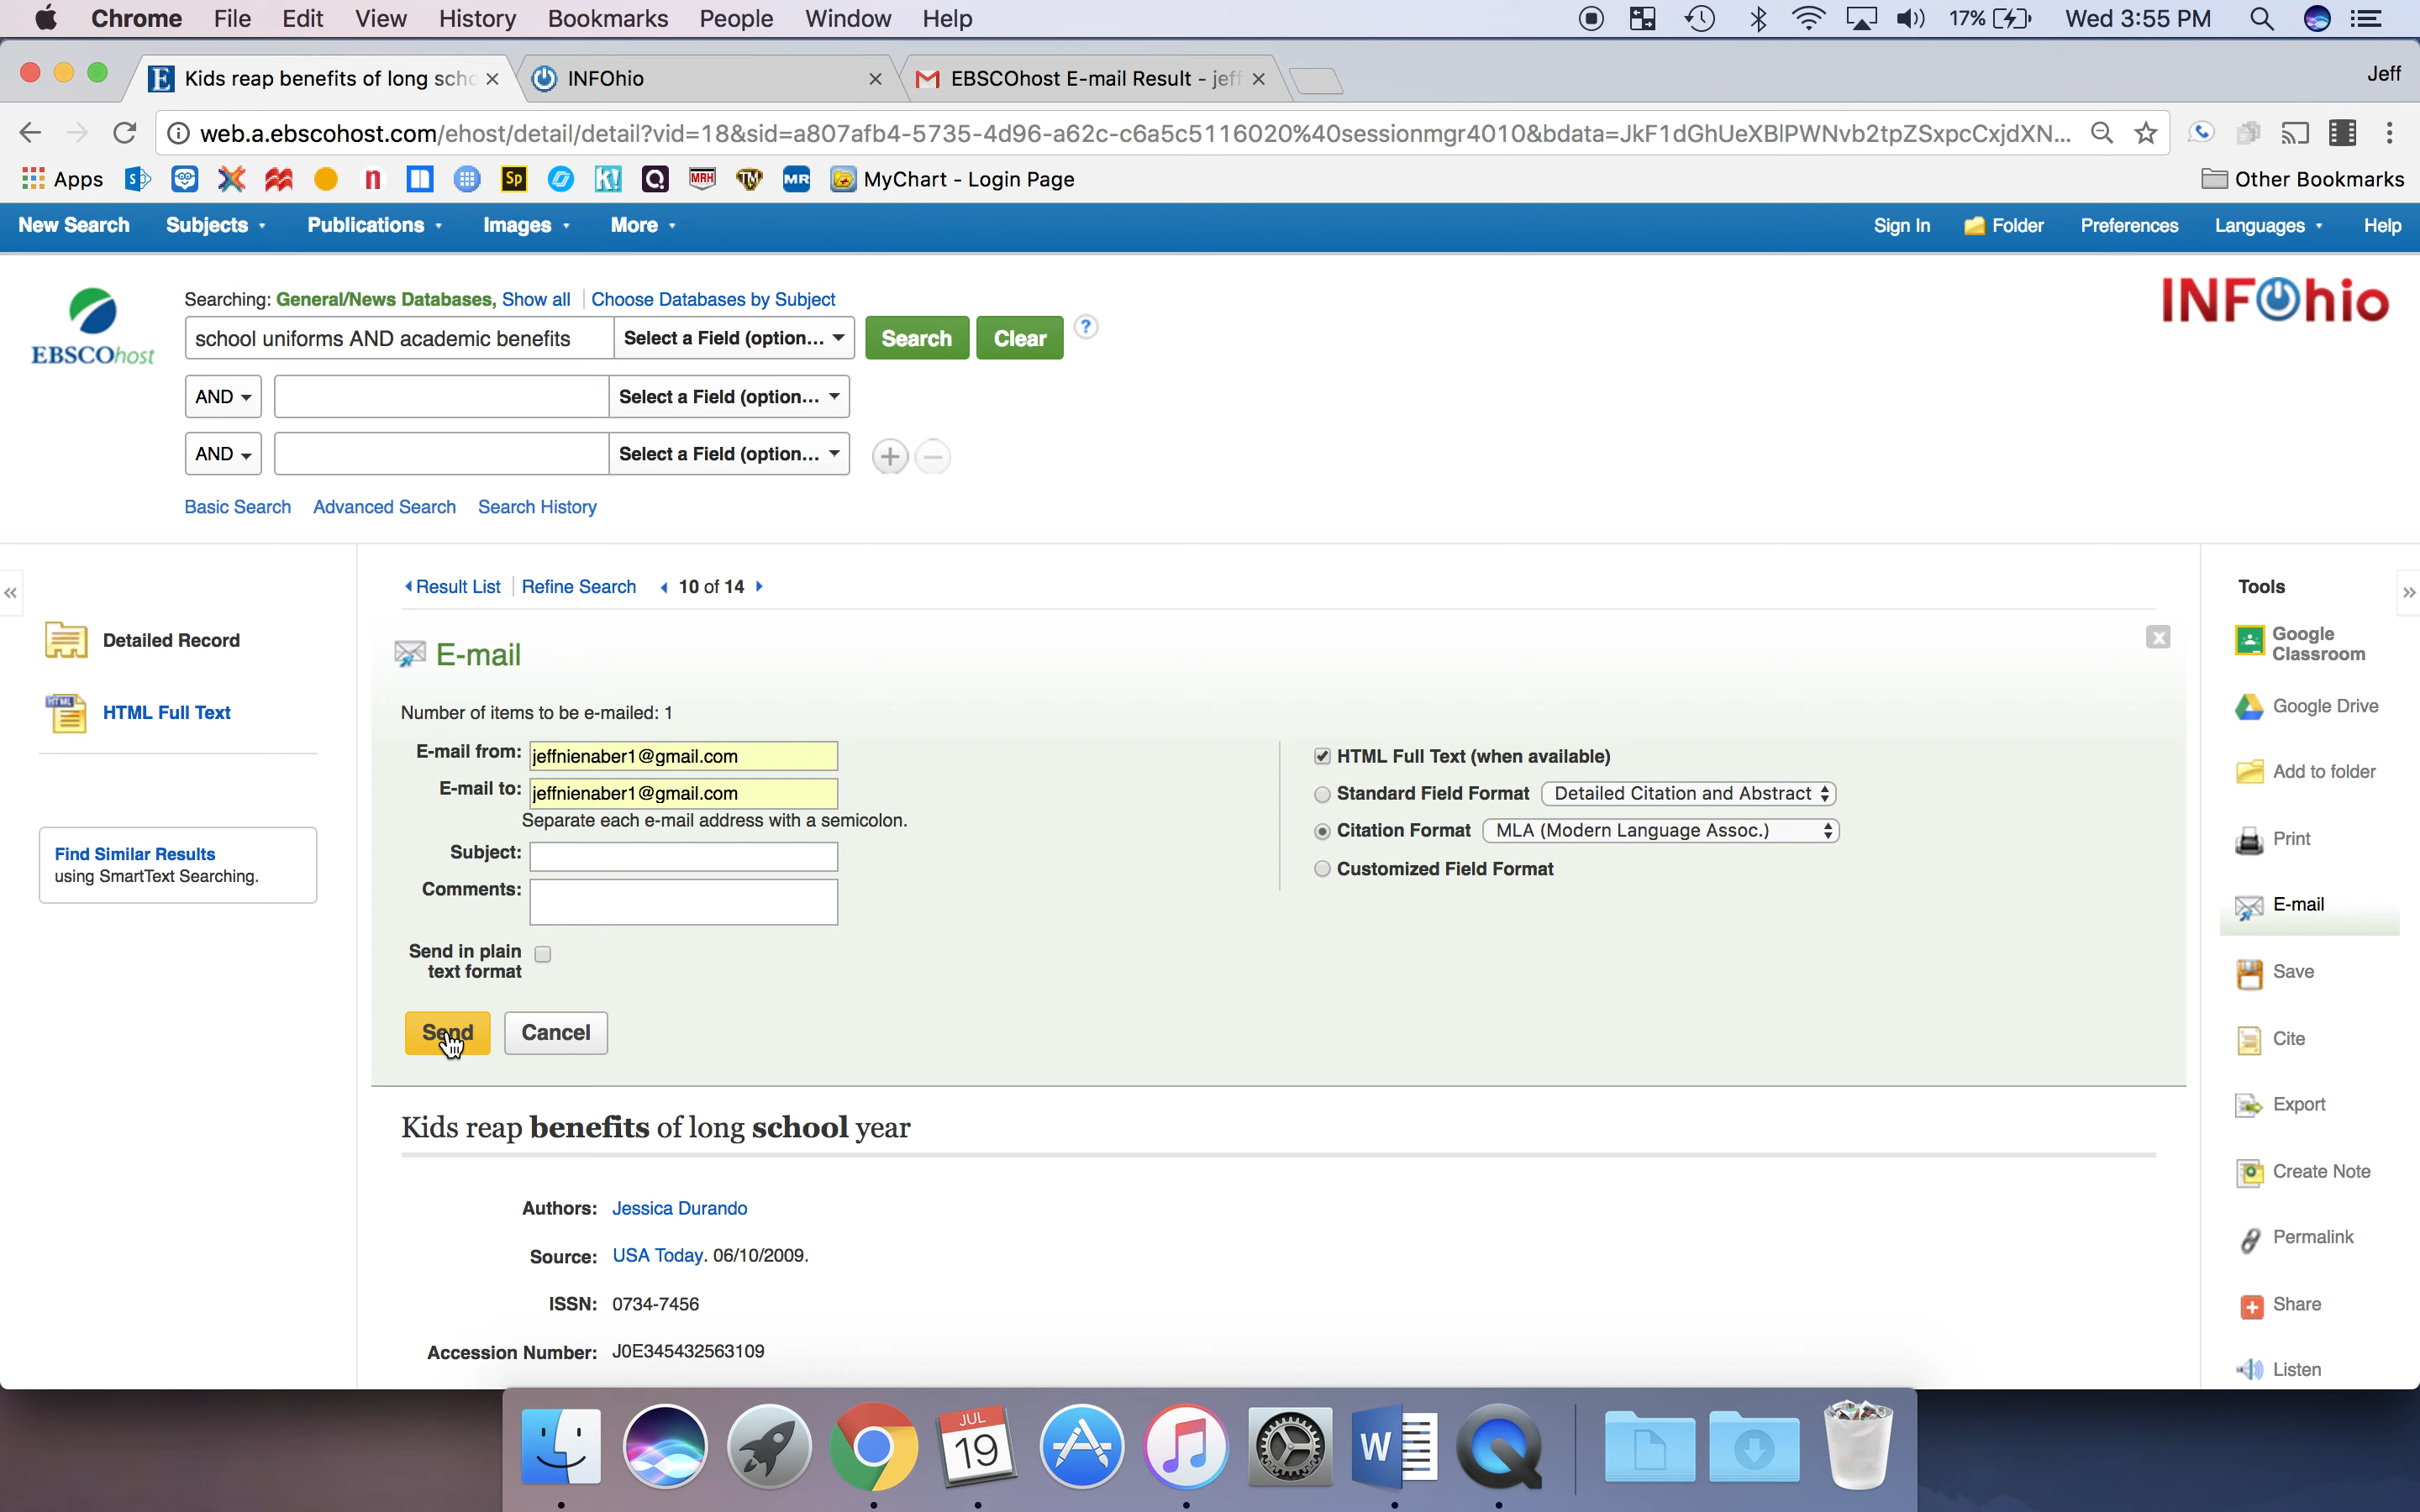 Chrome File Edit View History Bookmarks People Window Help 17% Wed 3:55 PM
Kids reap benefits of long scho INFOhio EBSCOhost E-mail Result - jeff Jeff
web.a.ebscohost.com/ehost/detail/detail?vid=18&sid=a807afb4-5735-4d96-a62c-c6a5c5116020%40sessionmgr4010&bdata=JkF1dGhUeXBlPWNvb2tpZSxpcCxjdXN...
Apps S n Sp K! Q MRH TM MR MyChart - Login Page Other Bookmarks
New Search Subjects Publications Images More Sign In Folder Preferences Languages Help
Searching: General/News Databases, Show all Choose Databases by Subject
INFOhio
EBSCOhost
school uniforms AND academic benefits Select a Field (option... Search Clear ?
AND Select a Field (option...
AND Select a Field (option...
Basic Search Advanced Search Search History
Result List Refine Search 10 of 14
Tools
Detailed Record
HTML Full Text
Find Similar Results
using SmartText Searching.
E-mail
Number of items to be e-mailed: 1
E-mail from: jeffnienaber1@gmail.com
E-mail to: jeffnienaber1@gmail.com
Separate each e-mail address with a semicolon.
Subject:
Comments:
Send in plain
text format
Send Cancel
HTML Full Text (when available)
Standard Field Format Detailed Citation and Abstract
Citation Format MLA (Modern Language Assoc.)
Customized Field Format
Kids reap benefits of long school year
Authors: Jessica Durando
Source: USA Today. 06/10/2009.
ISSN: 0734-7456
Accession Number: J0E345432563109
Google
Classroom
Google Drive
Add to folder
Print
E-mail
Save
Cite
Export
Create Note
Permalink
Share
Listen
JUL
19
W